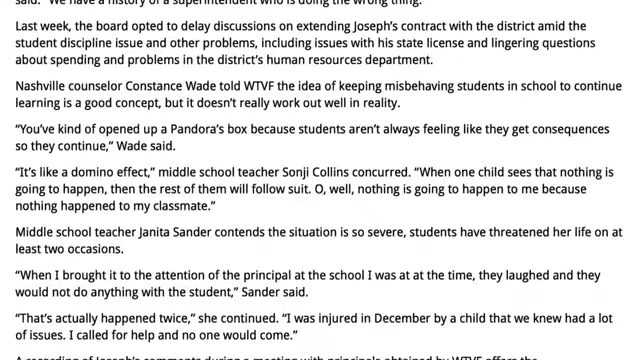 said. "We have a history of a superintendent who is doing the wrong thing."
Last week, the board opted to delay discussions on extending Joseph's contract with the district amid the
student discipline issue and other problems, including issues with his state license and lingering questions
about spending and problems in the district's human resources department.
Nashville counselor Constance Wade told WTVF the idea of keeping misbehaving students in school to continue
learning is a good concept, but it doesn't really work out well in reality.
"You've kind of opened up a Pandora's box because students aren't always feeling like they get consequences
so they continue," Wade said.
"It's like a domino effect," middle school teacher Sonji Collins concurred. "When one child sees that nothing is
going to happen, then the rest of them will follow suit. O, well, nothing is going to happen to me because
nothing happened to my classmate."
Middle school teacher Janita Sander contends the situation is so severe, students have threatened her life on at
least two occasions.
"When I brought it to the attention of the principal at the school I was at at the time, they laughed and they
would not do anything with the student," Sander said.
"That's actually happened twice," she continued. "I was injured in December by a child that we knew had a lot
of issues. I called for help and no one would come."
A recording of Joseph's comments during a meeting with principals obtained by WTVF offers the